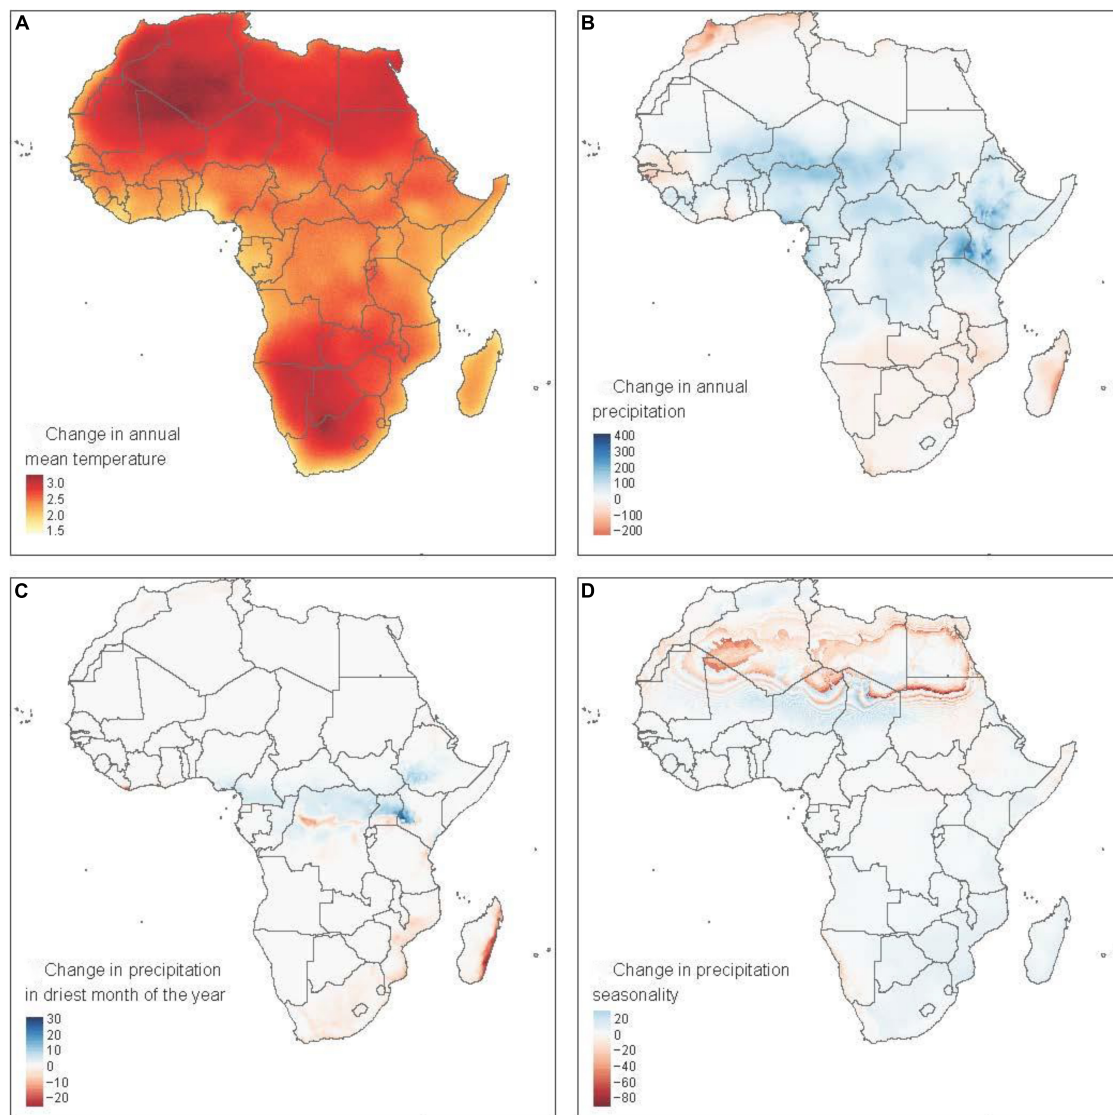 A
Change in annual
mean temperature
3.0
2.5
2.0
1.5
B
Change in annual
precipitation
400
300
200
100
0
−100
−200
C
Change in precipitation
in driest month of the year
30
20
10
0
−10
−20
D
Change in precipitation
seasonality
20
0
−20
−40
−60
−80